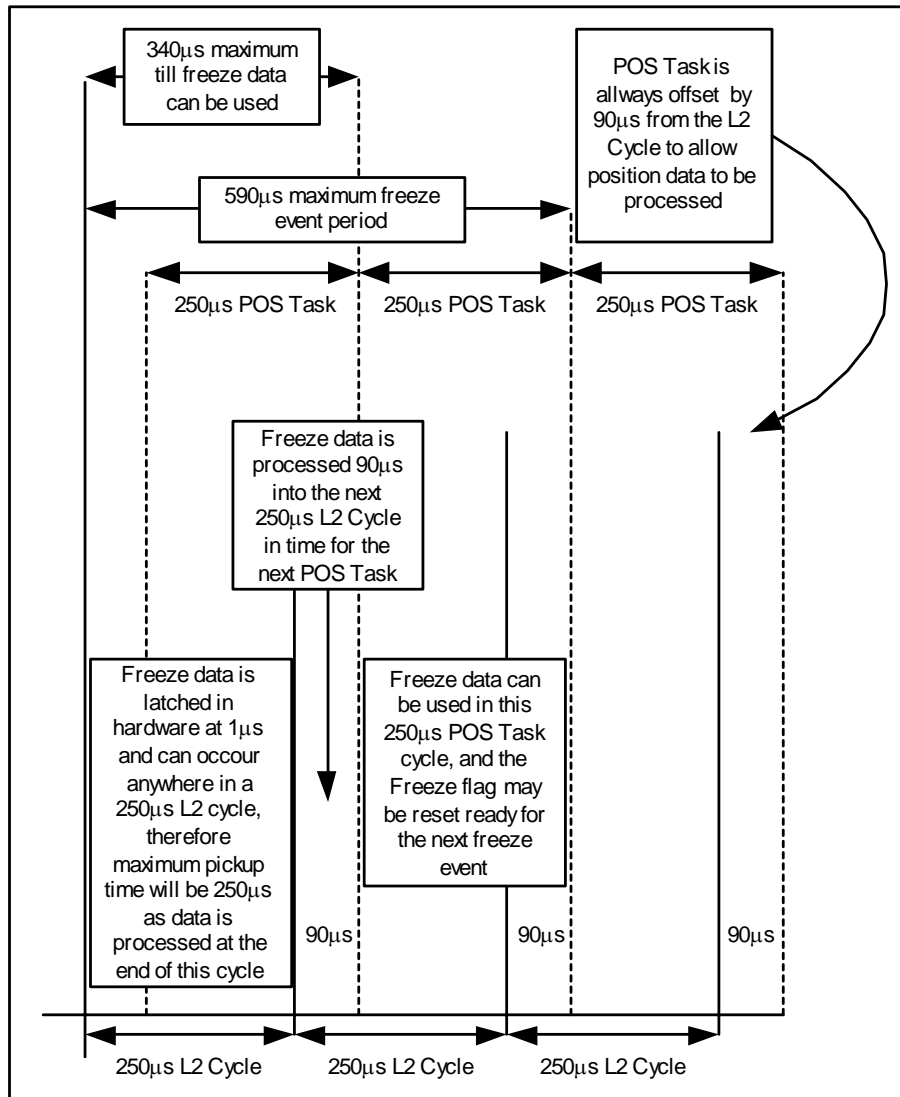 340μs maximum
till freeze data
can be used
POS Task is
allways offset by
90μs from the L2
Cycle to allow
position data to be
processed
590μs maximum freeze
event period
250μs POS Task
250μs POS Task
250μs POS Task
Freeze data is
processed 90μs
into the next
250μs L2 Cycle
in time for the
next POS Task
Freeze data is
latched in
hardware at 1μs
and can occour
anywhere in a
250μs L2 cycle,
therefore
maximum pickup
time will be 250μs
as data is
processed at the
end of this cycle
Freeze data can
be used in this
250μs POS Task
cycle, and the
Freeze flag may
be reset ready for
the next freeze
event
90μs
90μs
90μs
250μs L2 Cycle
250μs L2 Cycle
250μs L2 Cycle